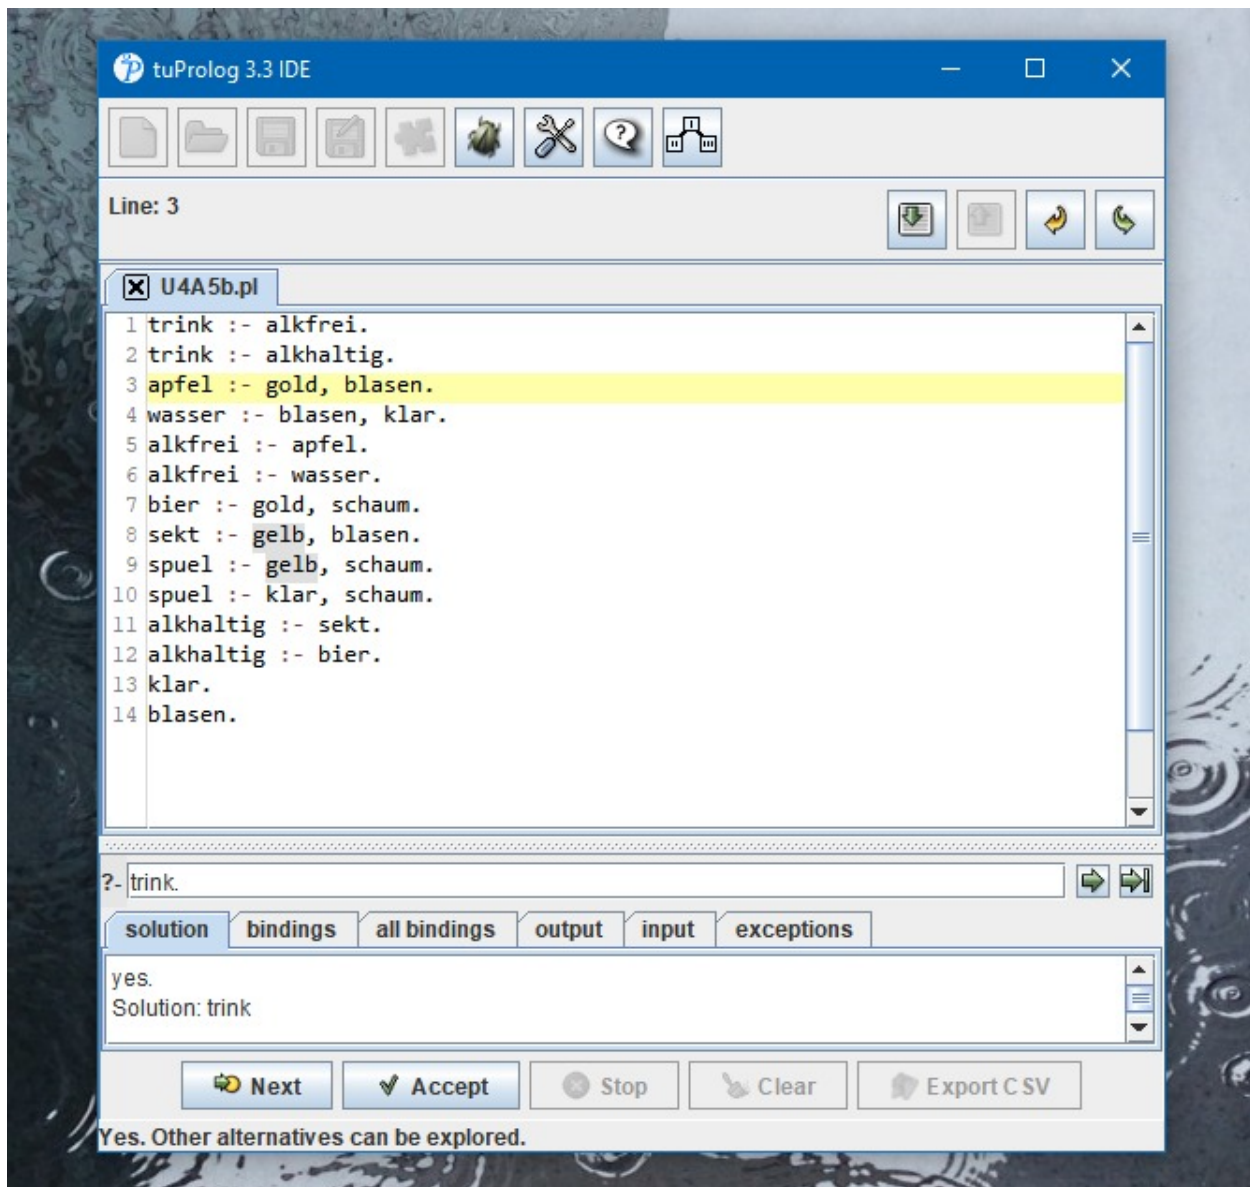 tuProlog 3.3 IDE
Line: 3
U4A5b.pl
1 trink :- alkfrei.
2 trink :- alkhaltig.
3 apfel :- gold, blasen.
4 wasser :- blasen, klar.
5 alkfrei :- apfel.
6 alkfrei :- wasser.
7 bier :- gold, schaum.
8 sekt :- gelb, blasen.
9 spuel :- gelb, schaum.
10 spuel :- klar, schaum.
11 alkhaltig :- sekt.
12 alkhaltig :- bier.
13 klar.
14 blasen.
?- trink.
solution bindings all bindings output input exceptions
yes.
Solution: trink
Next Accept Stop Clear Export CSV
Yes. Other alternatives can be explored.